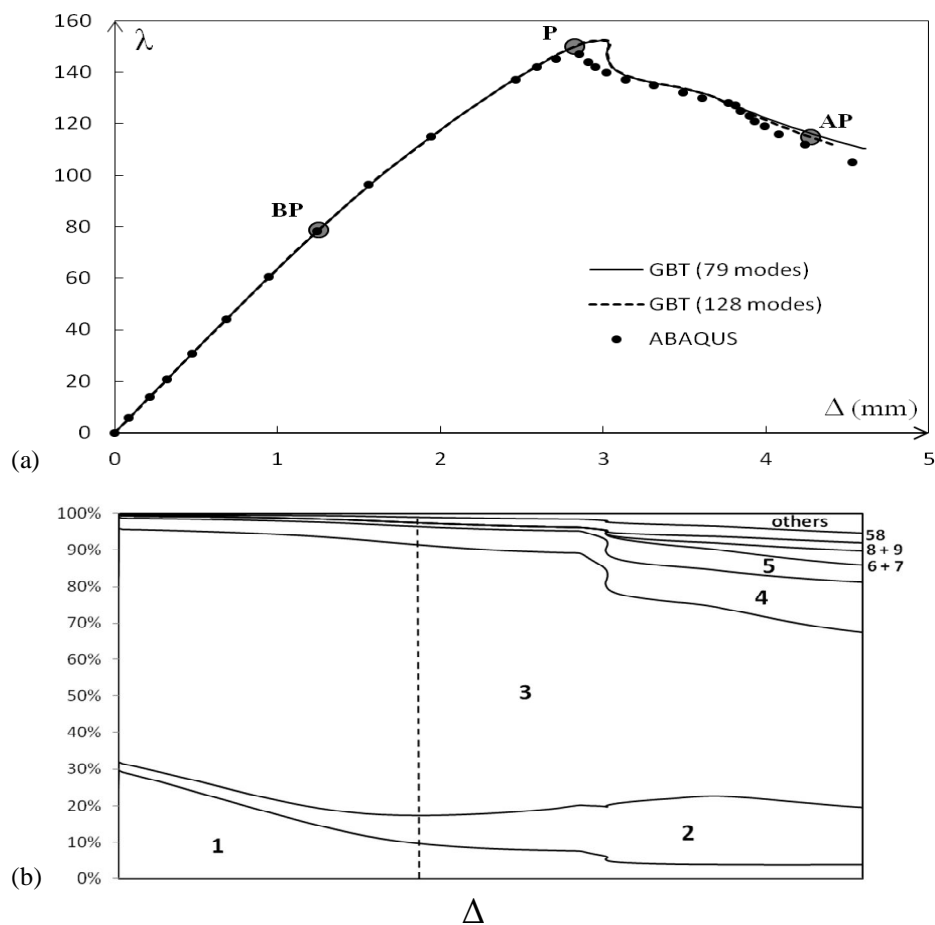 160
λ
P
140
120
AP
100
BP
80
60
GBT (79 modes)
GBT (128 modes)
40
ABAQUS
20
Δ (mm)
0
(a)
0 1 2 3 4 5
100%
others
58
90%
8 + 9
5
6 + 7
80%
4
70%
60%
3
50%
40%
30%
20%
2
1
10%
(b)
0%
Δ